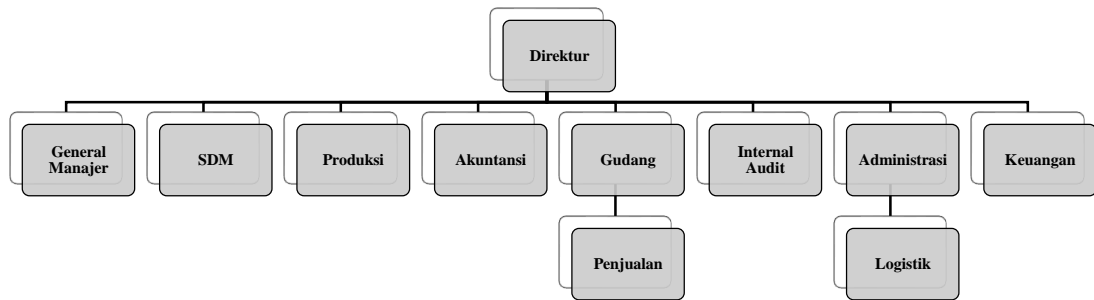 Direktur
General
Manajer
SDM
Produksi
Akuntansi
Gudang
Internal
Audit
Administrasi
Keuangan
Penjualan
Logistik